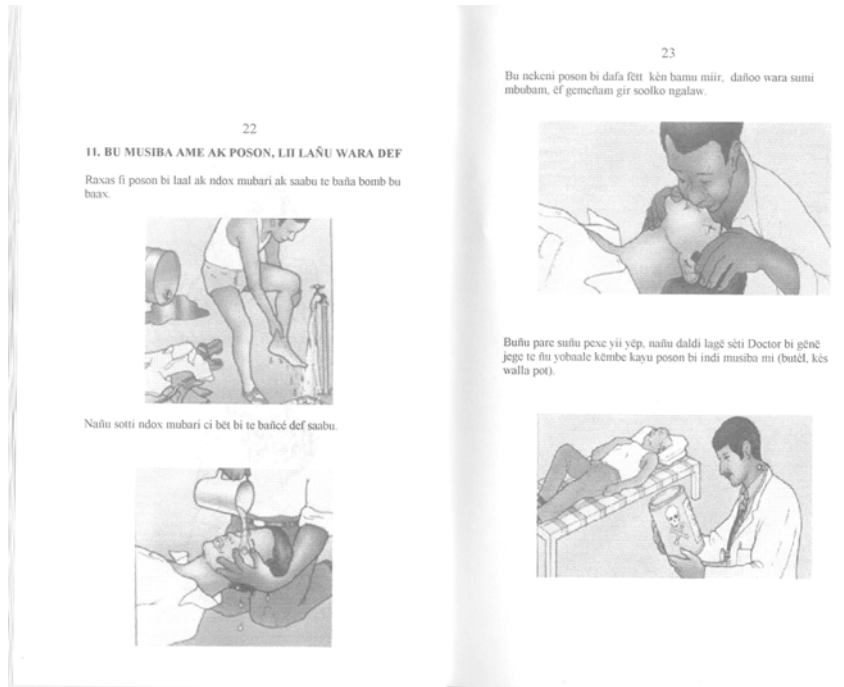 22
11. BU MUSIBA AME AK POSON, LII LAÑU WARA DEF
Raxas fi poson bi laal ak ndox mubari ak saabu te baña bomb bu
baax.
Nañu sotti ndox mubari ci bët bi te bañcé def saabu.
23
Bu nekeni poson bi dafa fëtt kèn bamu miir, dañoo wara sumi
mbubam, ëf gemeñam gir soolko ngalaw.
Buñu pare suñu pexe yii yëp, nañu daldi lagë sèti Doctor bi gënë
jege te ñu yobaale këmbe kayu poson bi indi musiba mi (butèl, kès
walla pot).